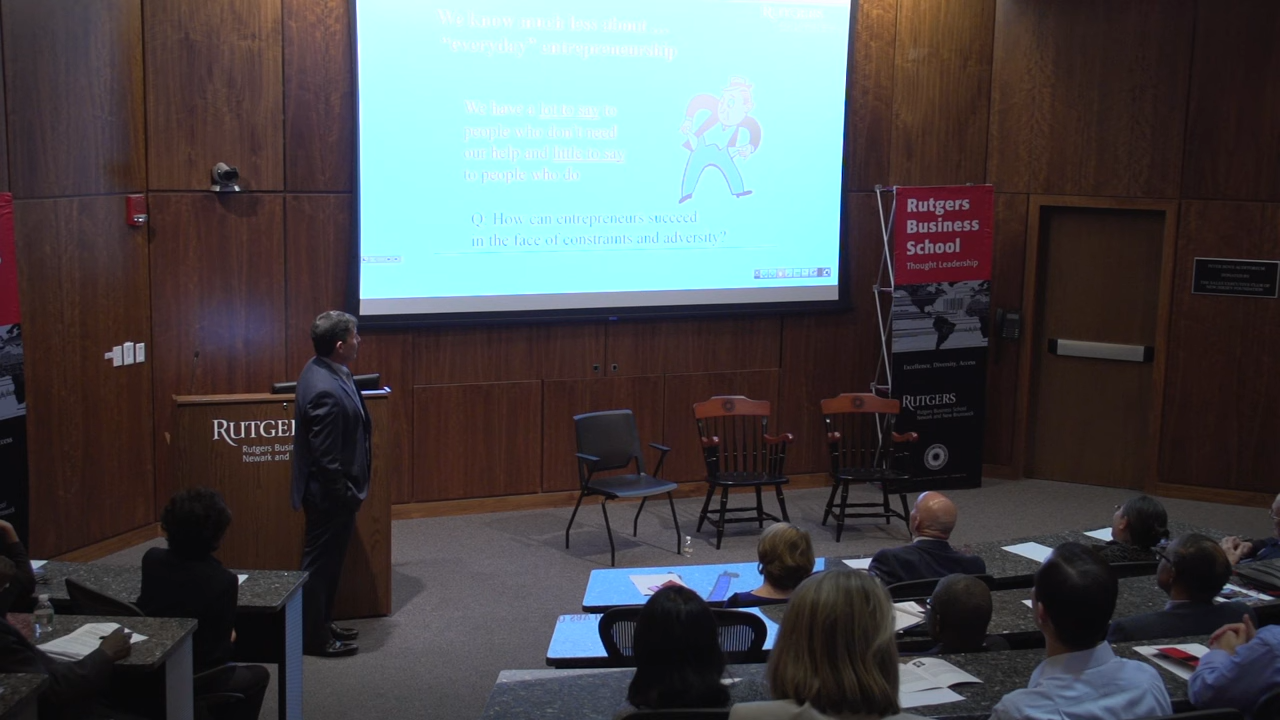 We know much less about ...
"everyday" entrepreneurship
We have a lot to say to
people who don't need
our help and little to say
to people who do
Q: How can entrepreneurs succeed
in the face of constraints and adversity?
Rutgers
Business
School
Thought Leadership
Excellence, Diversity, Access
RUTGERS
Rutgers Business School
Newark and New Brunswick
RUTGE
Rutgers Busi
Newark and